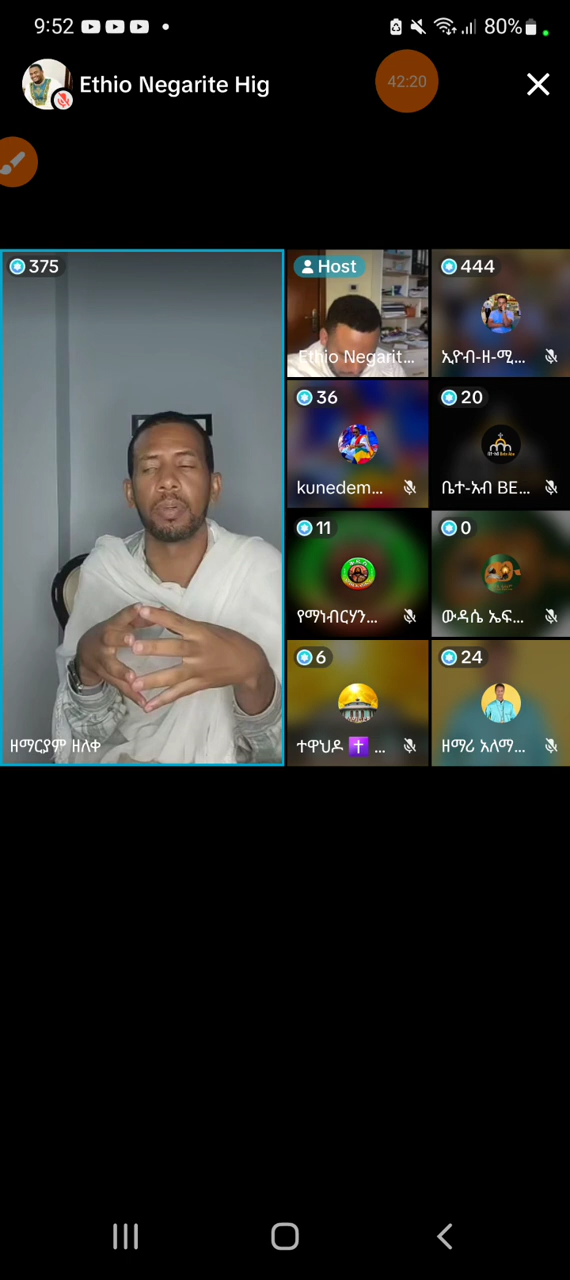 9:52
80%
Ethio Negarite Hig
42:20
375
ዘማርያም ዘለቀ
Host
Ethio Negarit...
444
ኢዮብ-ዘ-ሚ...
36
kunedem...
20
ቤተ-አብ BE...
11
የማነብርሃን...
0
ውዳሴ ኤፍ...
6
ተዋህዶ ✝️ ...
24
ዘማሪ አለማ...